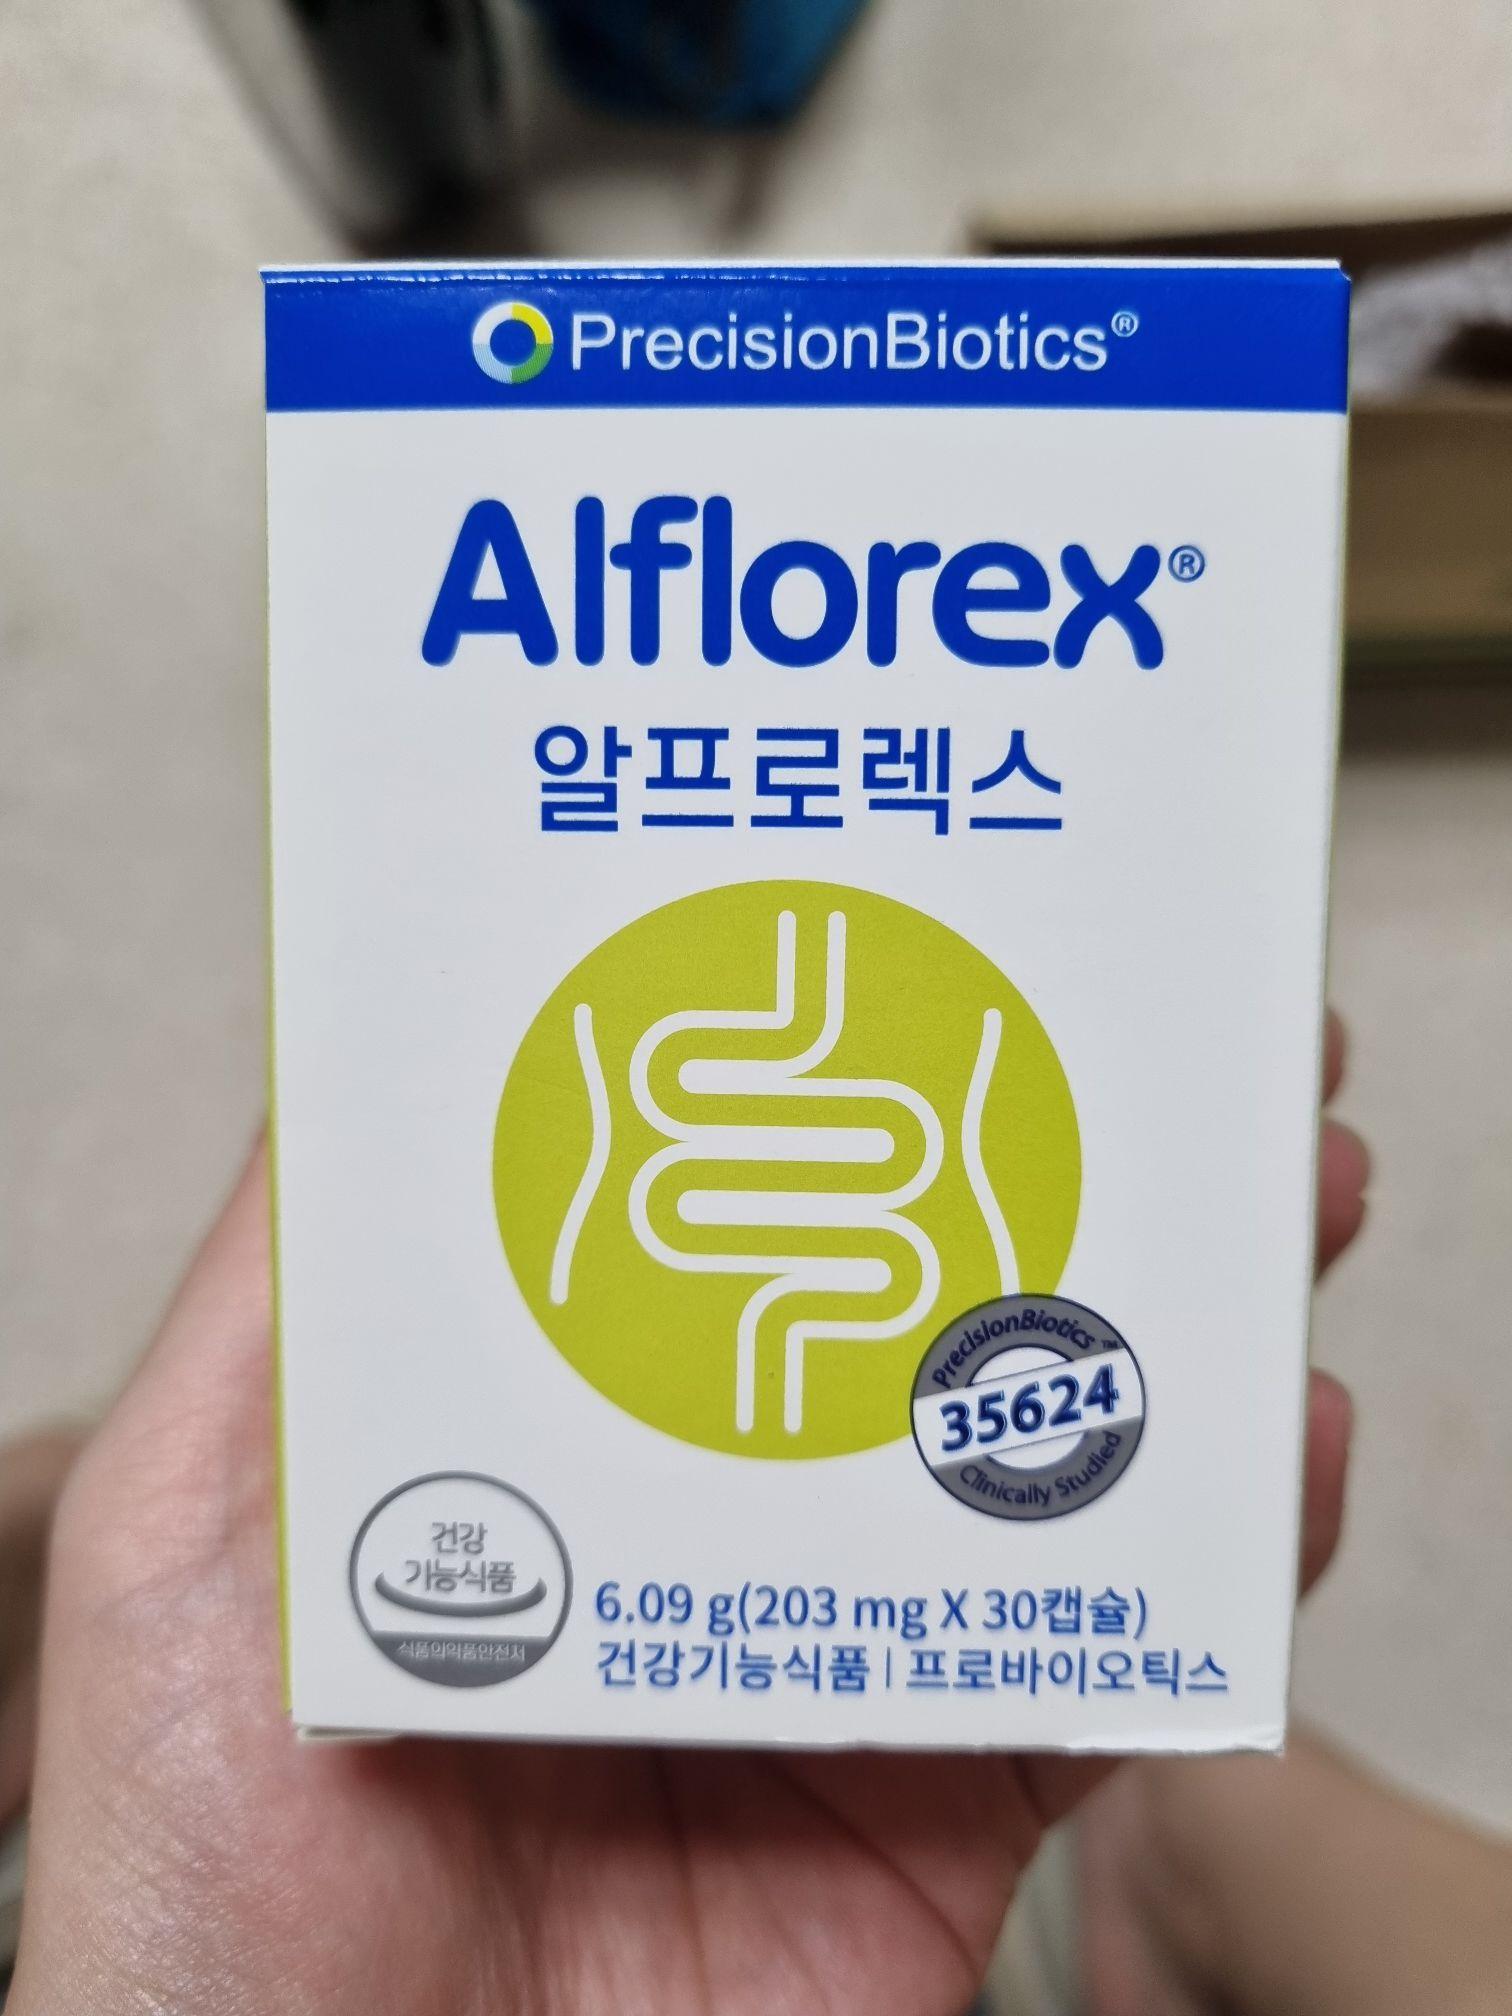 PrecisionBiotics®
Alflorex®
알프로렉스
PrecisionBiotics™
35624
Clinically Studied
건강
기능식품
식품의약품안전처
6.09 g(203 mg X 30캡슐)
건강기능식품 | 프로바이오틱스